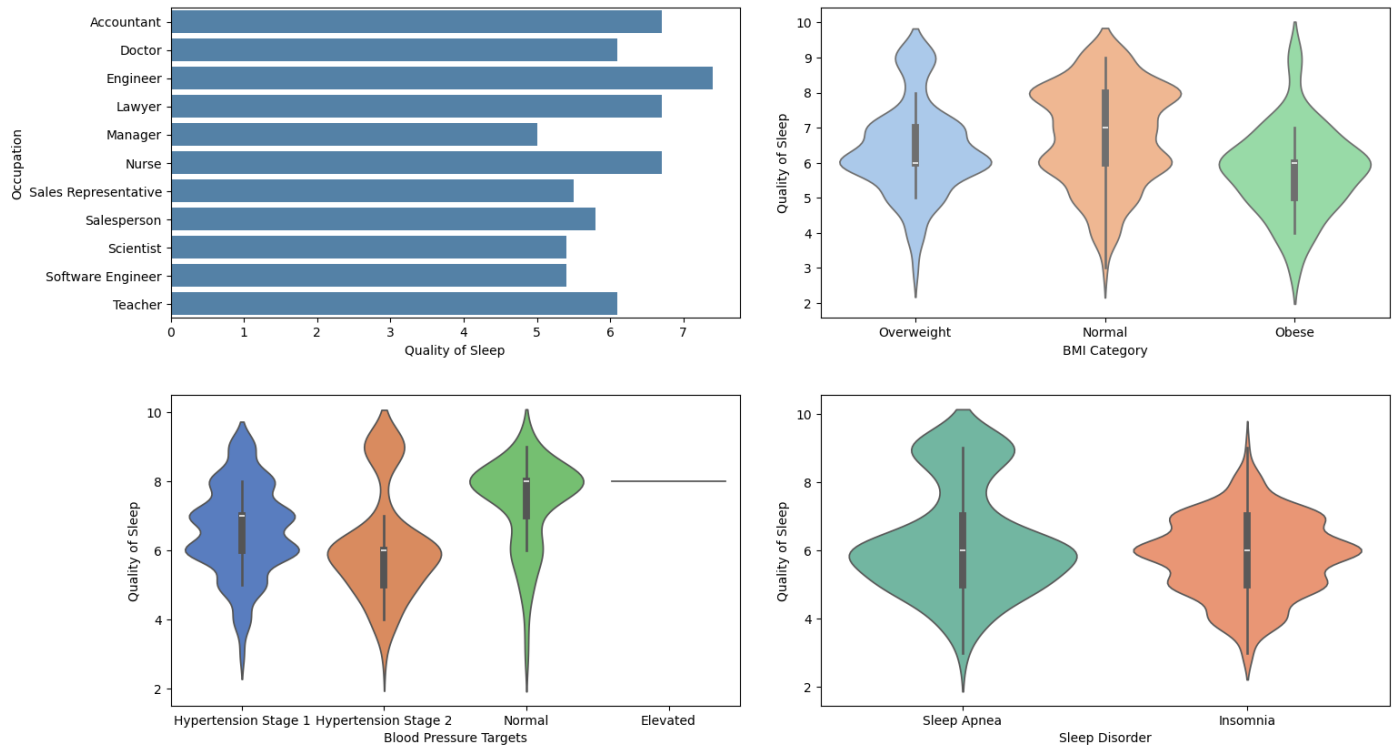 Accountant
Doctor
Engineer
Lawyer
Manager
Nurse
Sales Representative
Salesperson
Scientist
Software Engineer
Teacher
Occupation
0 1 2 3 4 5 6 7
Quality of Sleep
10
9
8
7
6
5
4
3
2
Quality of Sleep
Overweight Normal Obese
BMI Category
10
8
6
4
2
Quality of Sleep
Hypertension Stage 1 Hypertension Stage 2 Normal Elevated
Blood Pressure Targets
10
8
6
4
2
Quality of Sleep
Sleep Apnea Insomnia
Sleep Disorder